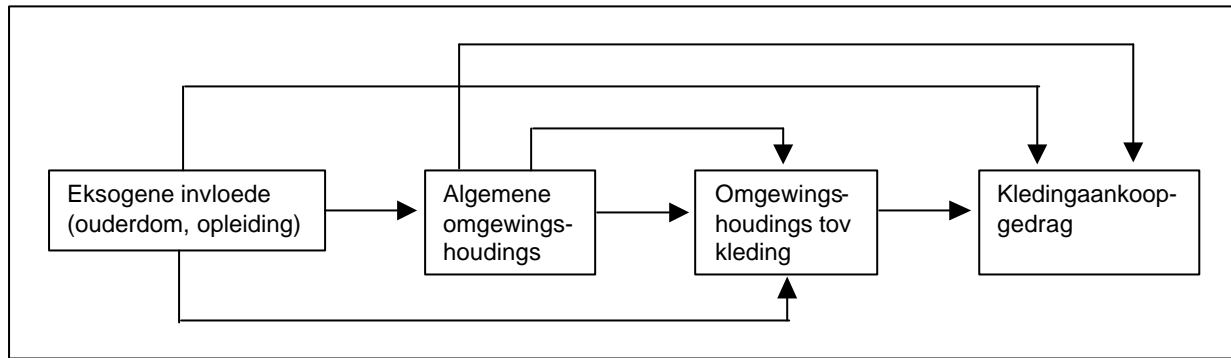 Eksogene invloede
(ouderdom, opleiding)
Algemene
omgewings-
houdings
Omgewings-
houdings tov
kleding
Kledingaankoop-
gedrag